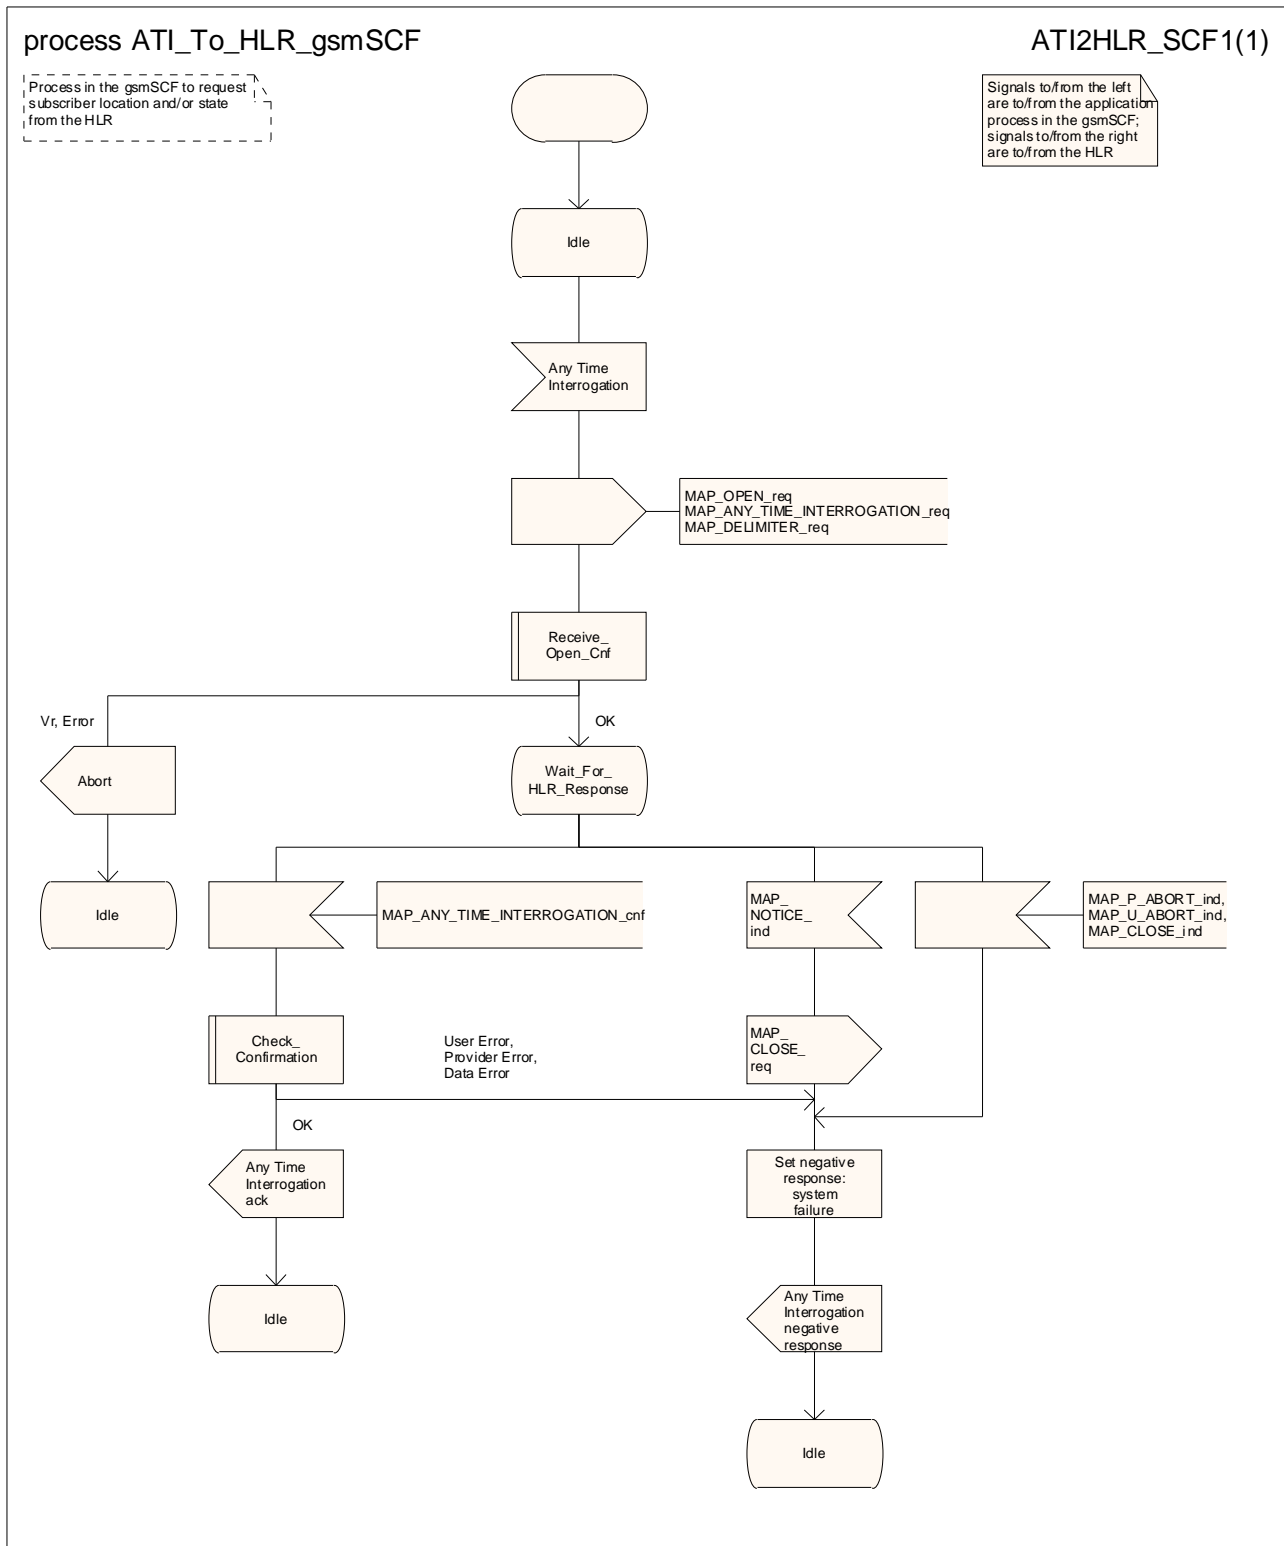 process ATI_To_HLR_gsmSCF
ATI2HLR_SCF1(1)
Process in the gsmSCF to request
subscriber location and/or state
from the HLR
Signals to/from the left
are to/from the application
process in the gsmSCF;
signals to/from the right
are to/from the HLR
Idle
Any Time
Interrogation
MAP_OPEN_req
MAP_ANY_TIME_INTERROGATION_req
MAP_DELIMITER_req
Receive_
Open_Cnf
Vr, Error
OK
Abort
Wait_For_
HLR_Response
Idle
MAP_ANY_TIME_INTERROGATION_cnf
MAP_
NOTICE_
ind
MAP_P_ABORT_ind,
MAP_U_ABORT_ind,
MAP_CLOSE_ind
Check_
Confirmation
User Error,
Provider Error,
Data Error
MAP_
CLOSE_
req
OK
Any Time
Interrogation
ack
Set negative
response:
system
failure
Idle
Any Time
Interrogation
negative
response
Idle